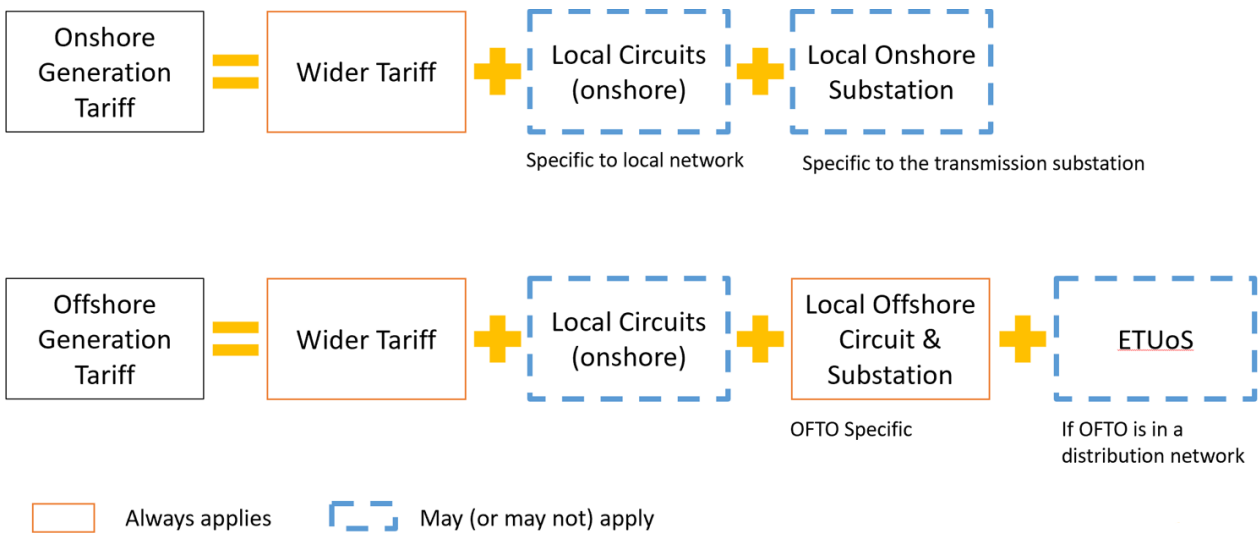 Onshore
Generation
Tariff
Wider Tariff
Local Circuits
(onshore)
Local Onshore
Substation
Specific to local network
Specific to the transmission substation
Offshore
Generation
Tariff
Wider Tariff
Local Circuits
(onshore)
Local Offshore
Circuit &
Substation
ETUoS
OFTO Specific
If OFTO is in a
distribution network
Always applies
May (or may not) apply